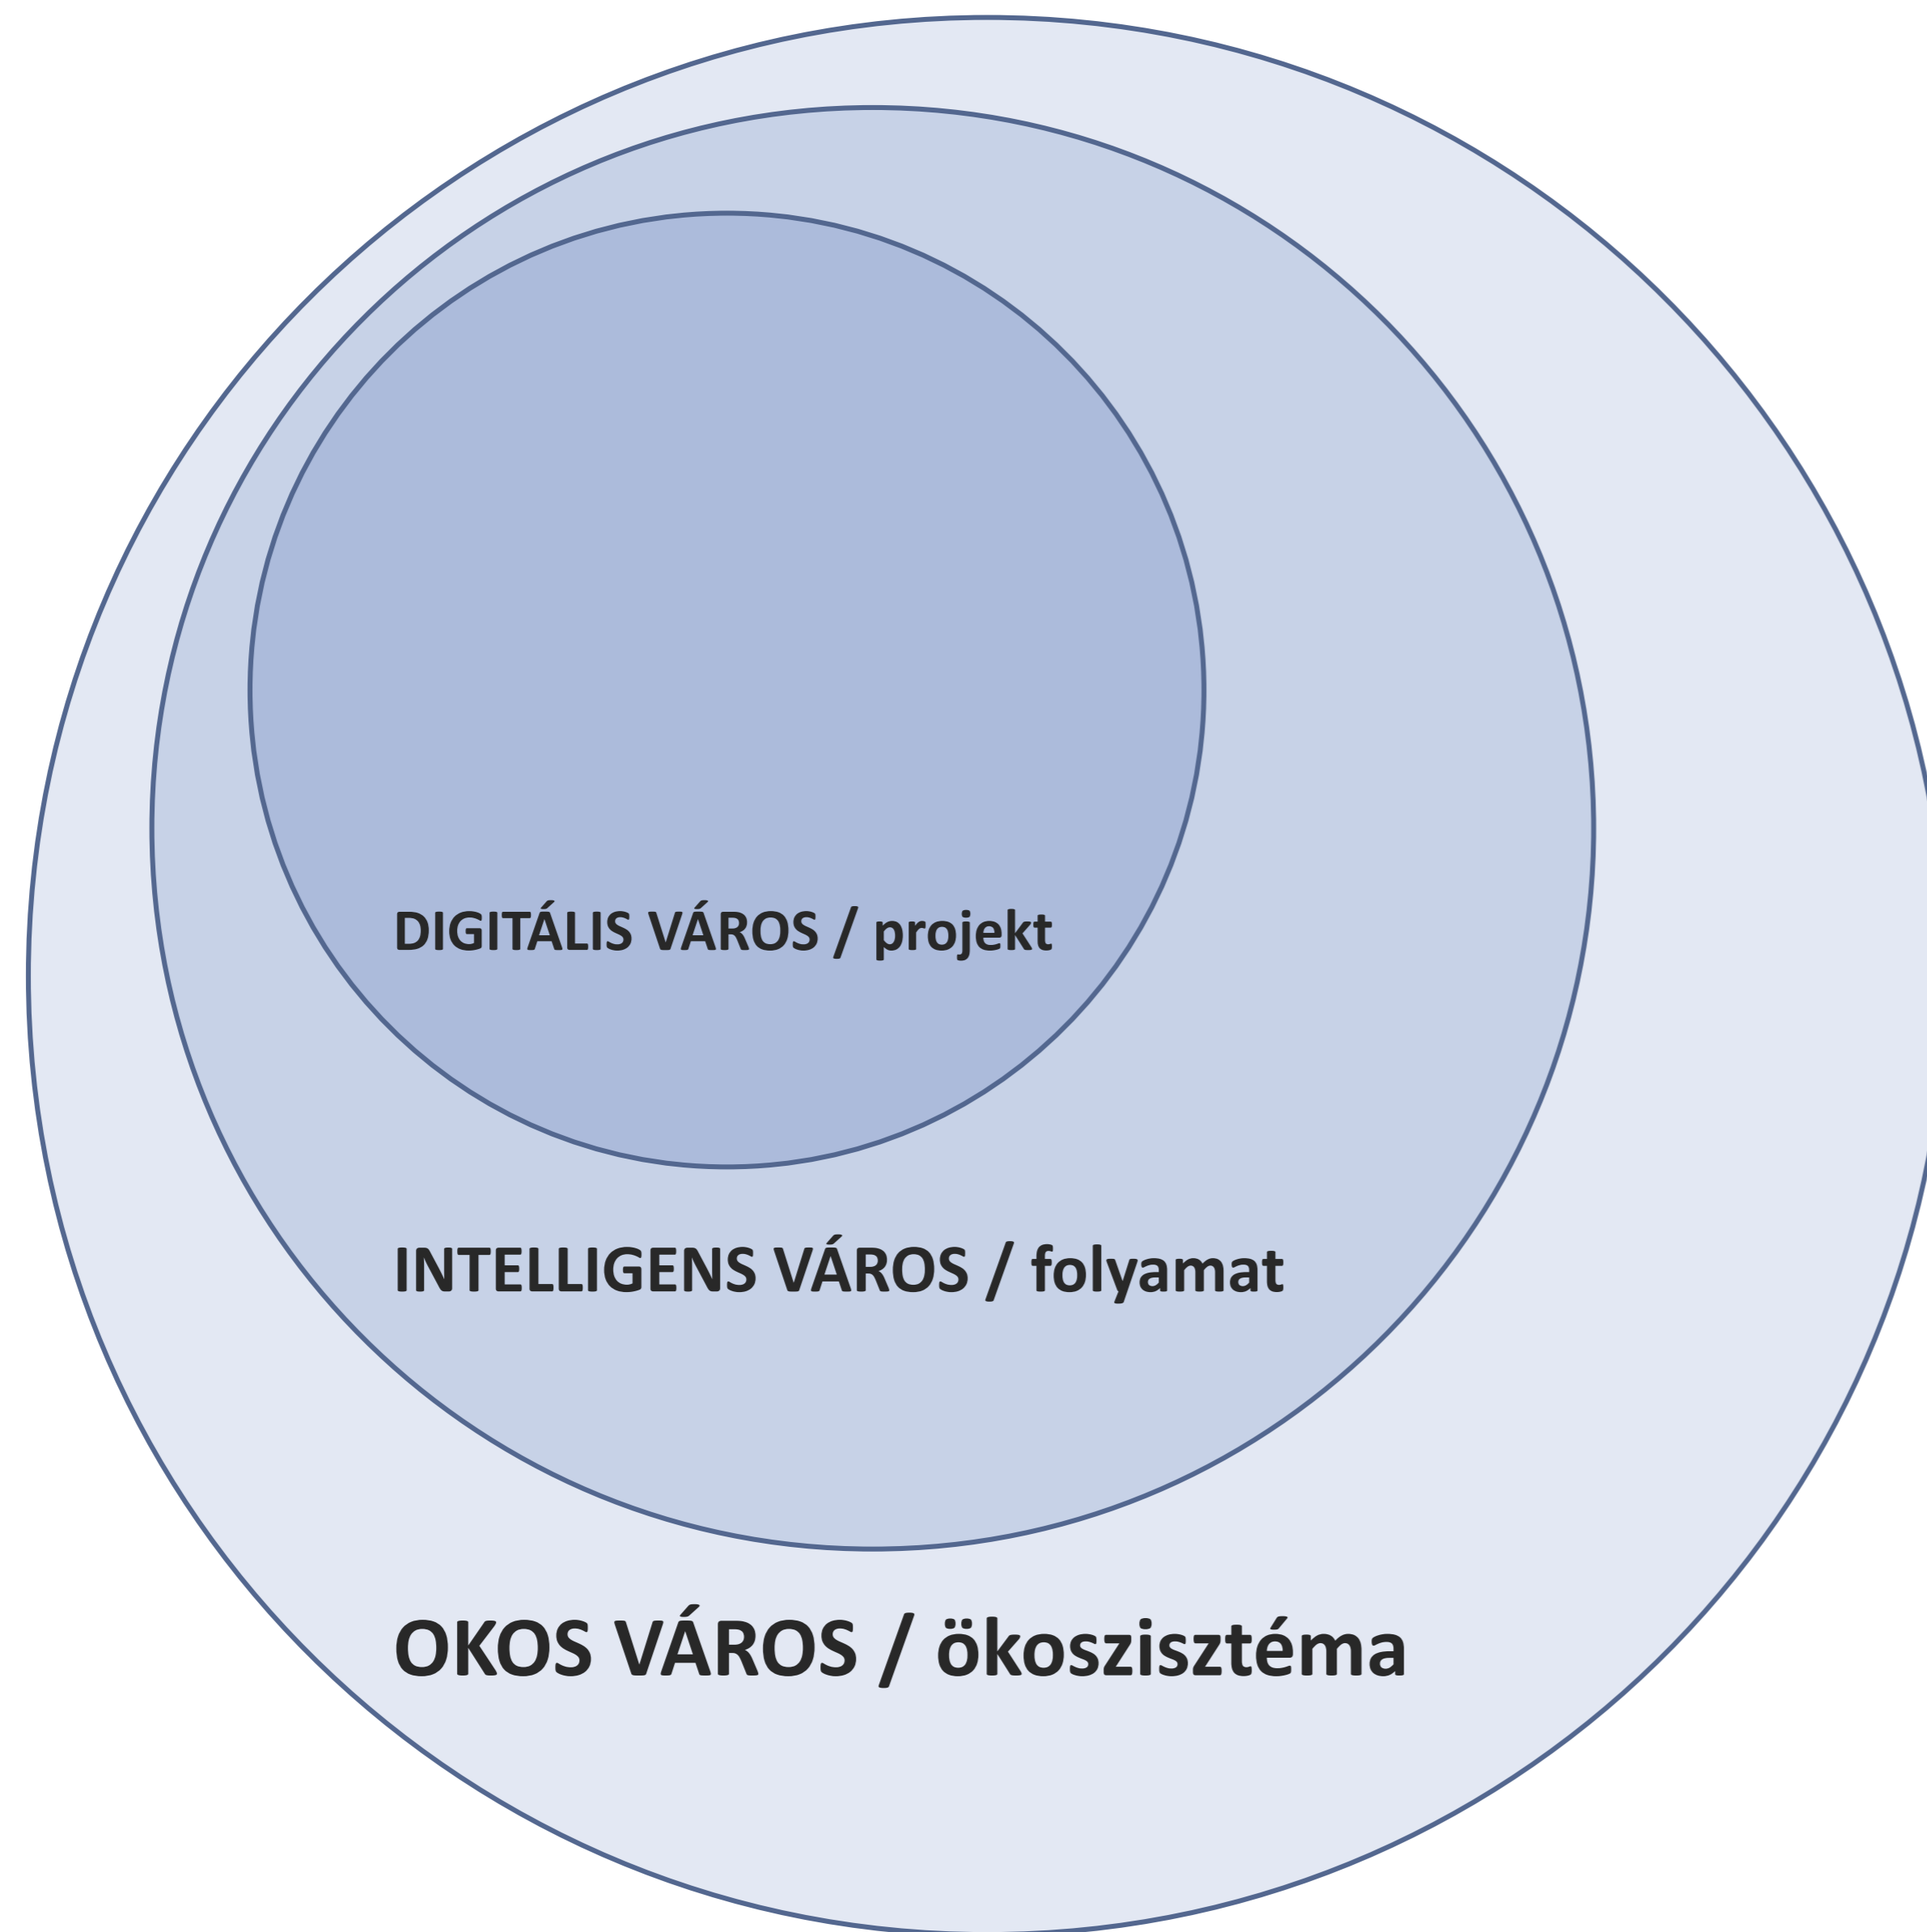 DIGITÁLIS VÁROS / projekt
INTELLIGENS VÁROS / folyamat
OKOS VÁROS / ökoszisztéma